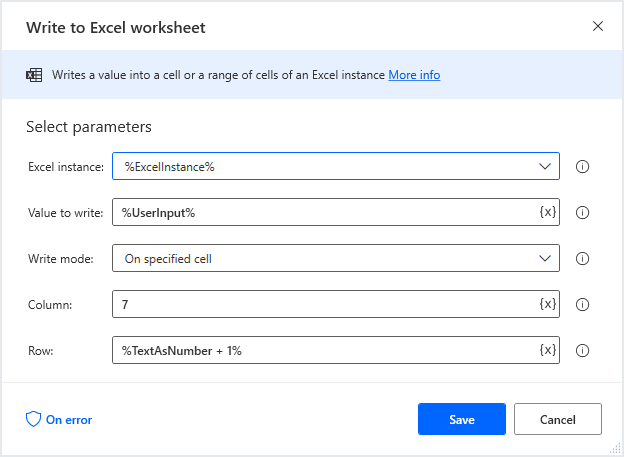 Write to Excel worksheet
Writes a value into a cell or a range of cells of an Excel instance More info
Select parameters
Excel instance: %ExcelInstance%
Value to write: %UserInput% {x}
Write mode: On specified cell
Column: 7 {x}
Row: %TextAsNumber + 1% {x}
On error Save Cancel